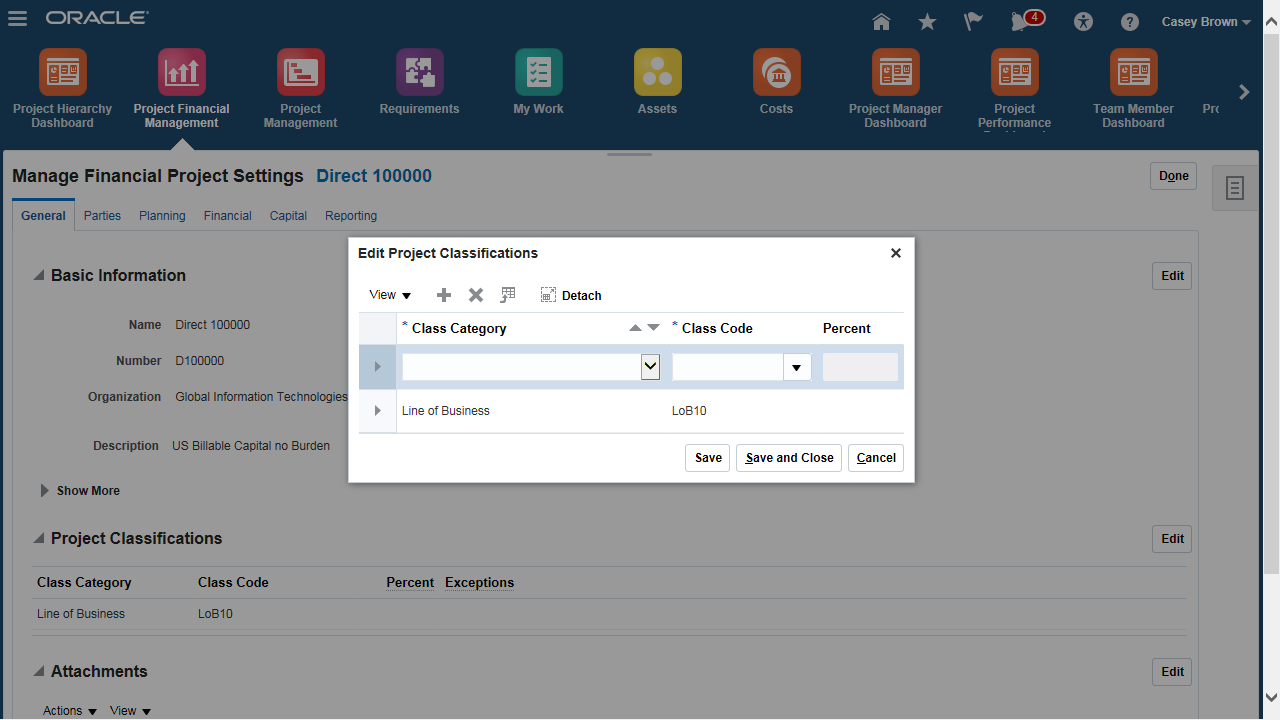 ORACLE
4
Casey Brown
Project Hierarchy Dashboard
Project Financial Management
Project Management
Requirements
My Work
Assets
Costs
Project Manager Dashboard
Project Performance
Team Member Dashboard
Manage Financial Project Settings Direct 100000
Done
General Parties Planning Financial Capital Reporting
Edit Project Classifications
View Detach
* Class Category * Class Code Percent
Line of Business LoB10
Save Save and Close Cancel
Basic Information Edit
Name Direct 100000
Number D100000
Organization Global Information Technologies
Description US Billable Capital no Burden
Show More
Project Classifications Edit
Class Category Class Code Percent Exceptions
Line of Business LoB10
Attachments Edit
Actions View